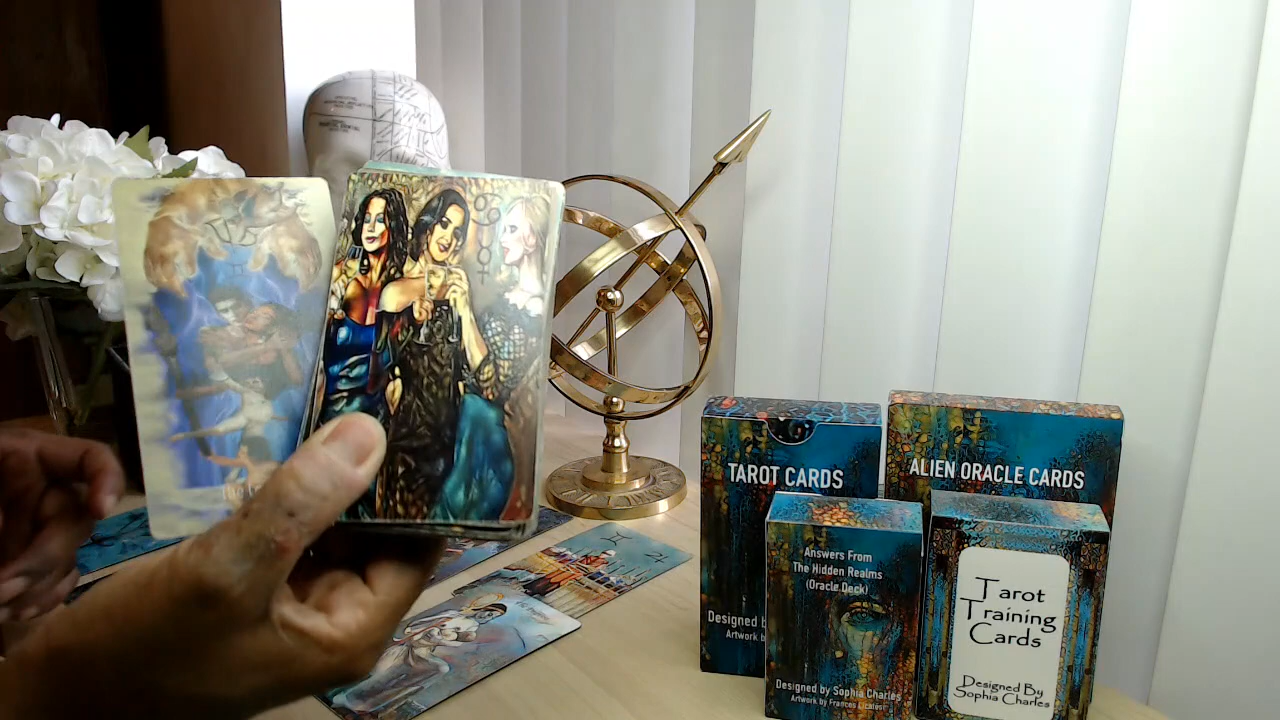 TAROT CARDS
Designed b
Artwork b
ALIEN ORACLE CARDS
Answers From
The Hidden Realms
(Oracle Deck)
Designed by Sophia Charles
Artwork by Frances
Tarot
Training
Cards
Designed By
Sophia Charles